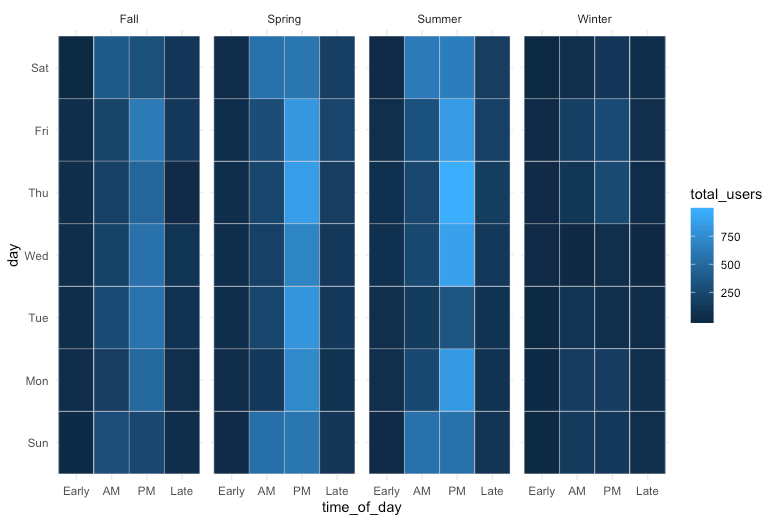 Fall Spring Summer Winter
Sat
Fri
Thu
Wed
Tue
Mon
Sun
day
Early AM PM Late Early AM PM Late Early AM PM Late Early AM PM Late
time_of_day
total_users
750
500
250